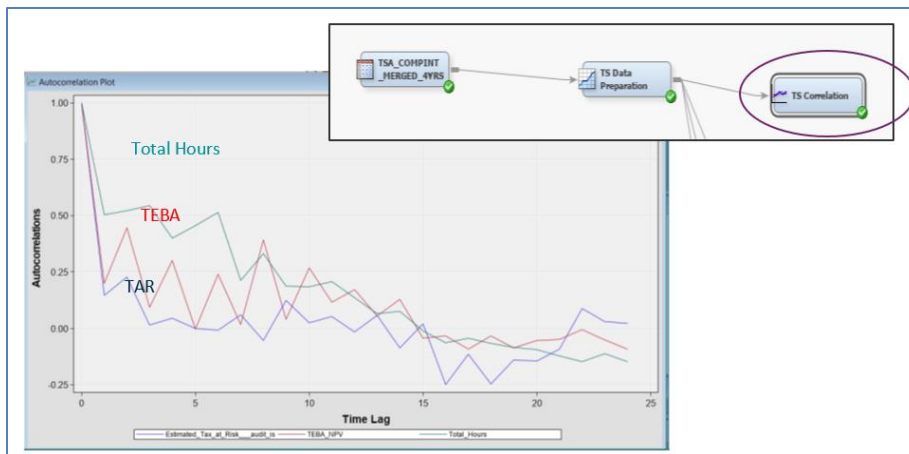 TSA_COMPINT
_MERGED_4YRS
TS Data
Preparation
TS Correlation
Autocorrelation Plot
1.00
0.75
0.50
0.25
0.00
-0.25
Autocorrelations
Total Hours
TEBA
TAR
0
5
10
15
20
25
Time Lag
Estimated_Tax_at_Risk___audit_is
TEBA_NPV
Total_Hours